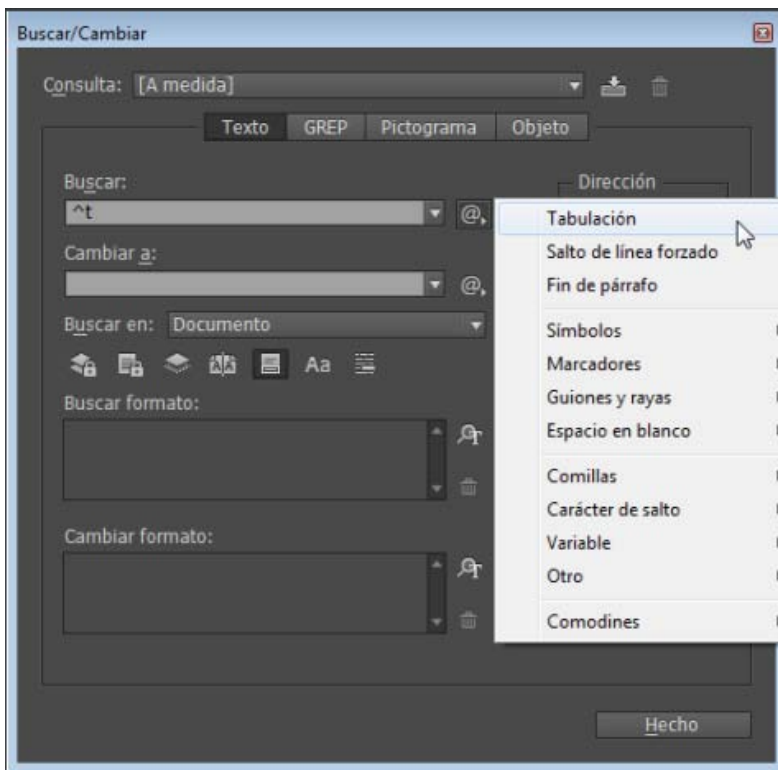 Buscar/Cambiar
Consulta: [A medida]
Texto GREP Pictograma Objeto
Buscar:
Dirección
^t
@
Cambiar a:
@
Buscar en: Documento
Aa
Buscar formato:
Cambiar formato:
Tabulación
Salto de línea forzado
Fin de párrafo
Símbolos
Marcadores
Guiones y rayas
Espacio en blanco
Comillas
Carácter de salto
Variable
Otro
Comodines
Hecho